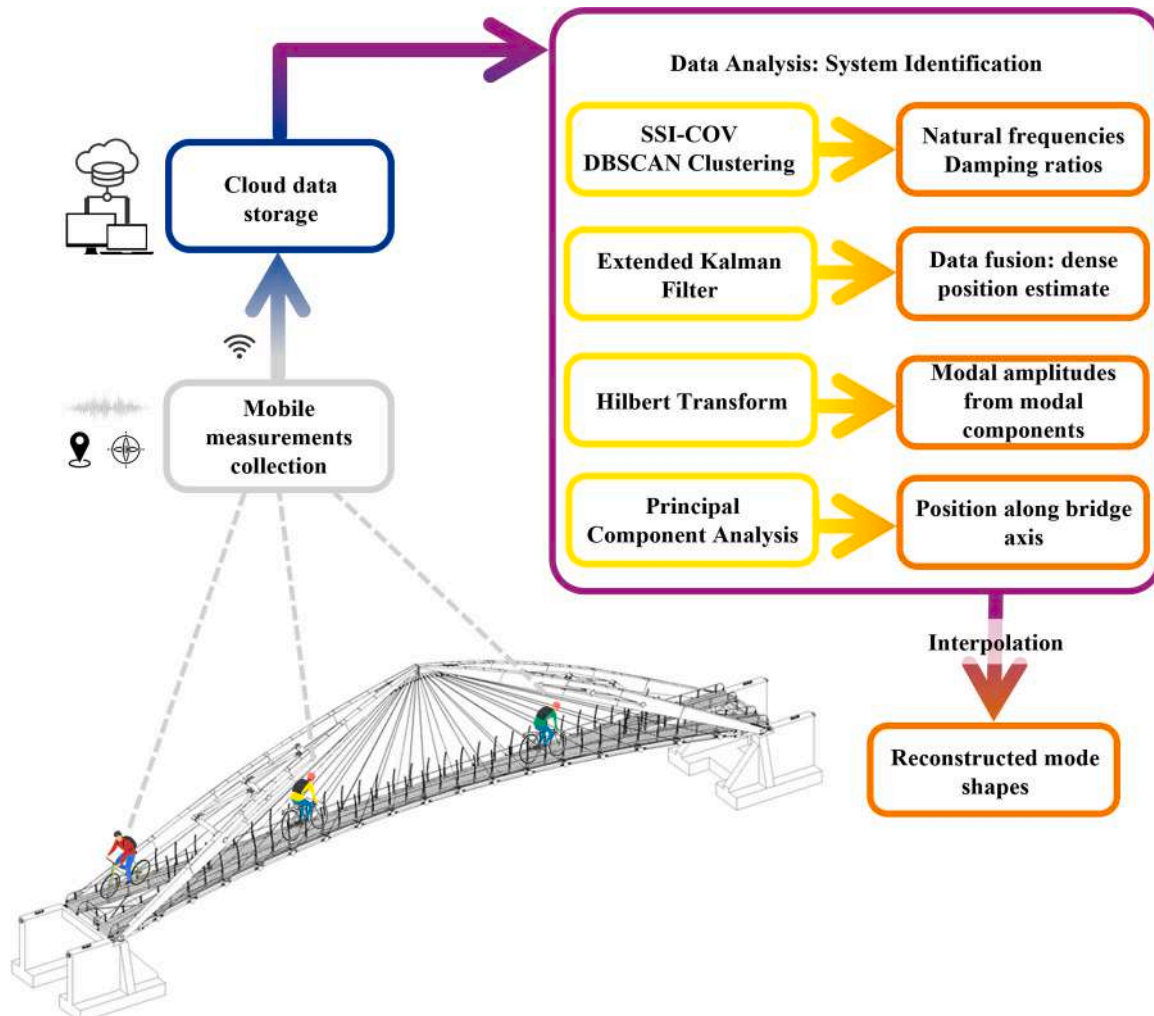 Data Analysis: System Identification
SSI-COV
DBSCAN Clustering
Natural frequencies
Damping ratios
Cloud data
storage
Extended Kalman
Filter
Data fusion: dense
position estimate
Hilbert Transform
Modal amplitudes
from modal
components
Mobile
measurements
collection
Principal
Component Analysis
Position along bridge
axis
Interpolation
Reconstructed mode
shapes